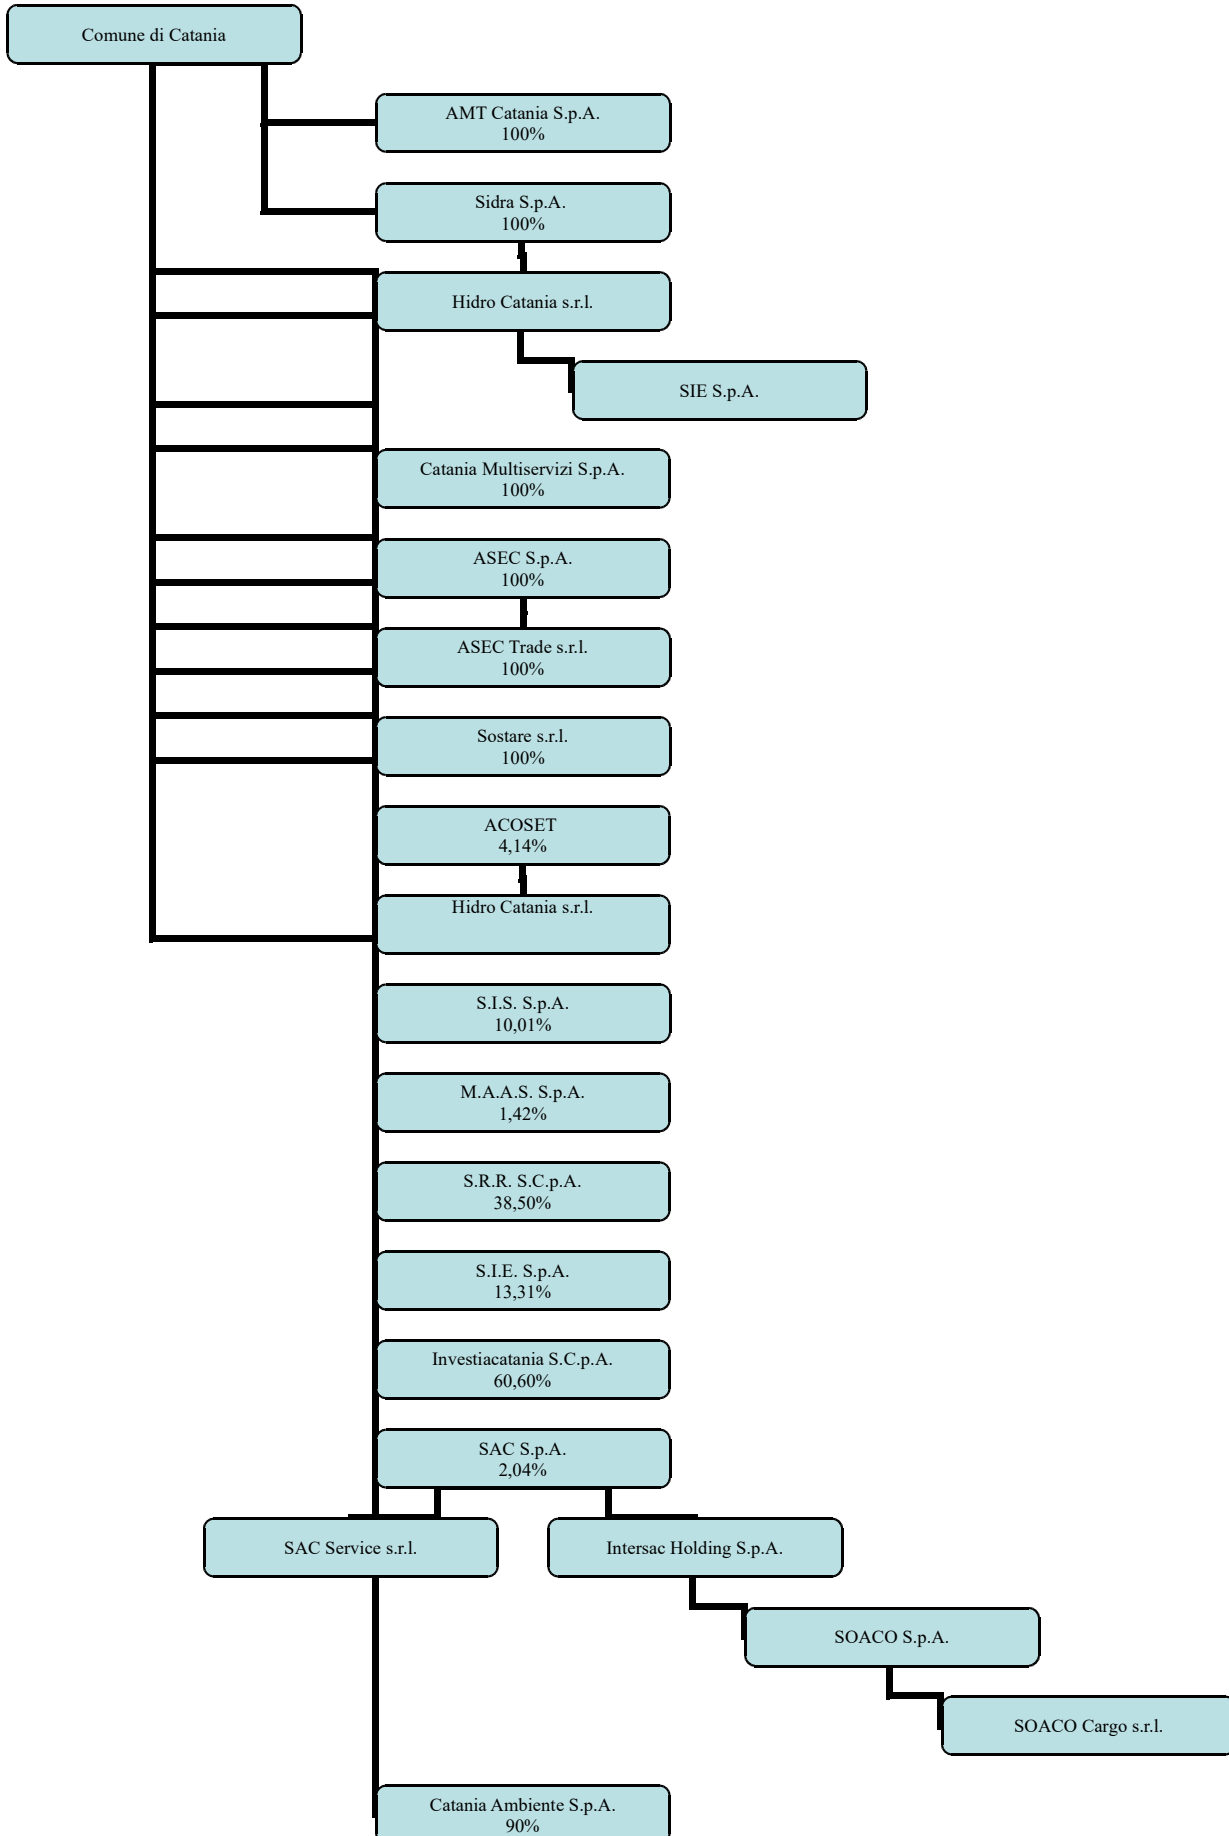 Comune di Catania
AMT Catania S.p.A.
100%
Sidra S.p.A.
100%
Hidro Catania s.r.l.
SIE S.p.A.
Catania Multiservizi S.p.A.
100%
ASEC S.p.A.
100%
ASEC Trade s.r.l.
100%
Sostare s.r.l.
100%
ACOSET
4,14%
Hidro Catania s.r.l.
S.I.S. S.p.A.
10,01%
M.A.A.S. S.p.A.
1,42%
S.R.R. S.C.p.A.
38,50%
S.I.E. S.p.A.
13,31%
Investiacatania S.C.p.A.
60,60%
SAC S.p.A.
2,04%
SAC Service s.r.l.
Intersac Holding S.p.A.
SOACO S.p.A.
SOACO Cargo s.r.l.
Catania Ambiente S.p.A.
90%